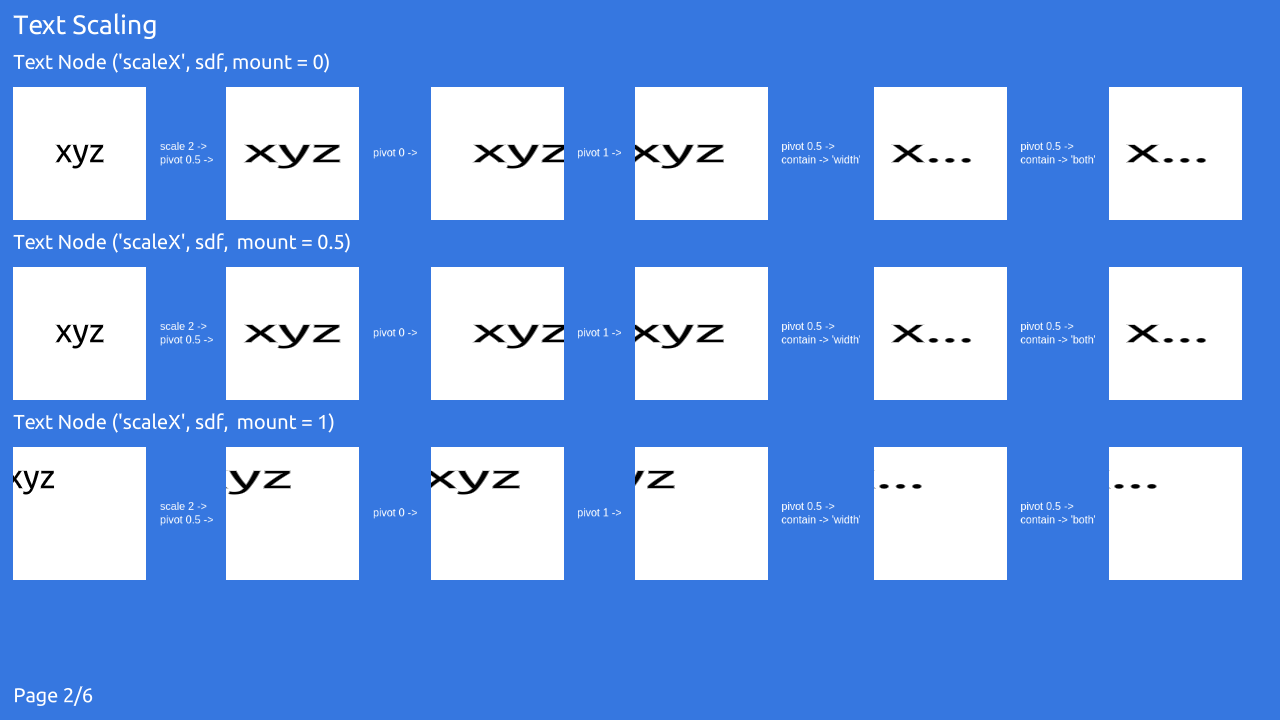 Text Scaling
Text Node ('scaleX', sdf, mount = 0)
xyz
scale 2 ->
pivot 0.5 ->
xyz
pivot 0 ->
xyz
pivot 1 ->
xyz
pivot 0.5 ->
contain -> 'width'
x...
pivot 0.5 ->
contain -> 'both'
x...
Text Node ('scaleX', sdf,  mount = 0.5)
xyz
scale 2 ->
pivot 0.5 ->
xyz
pivot 0 ->
xyz
pivot 1 ->
xyz
pivot 0.5 ->
contain -> 'width'
x...
pivot 0.5 ->
contain -> 'both'
x...
Text Node ('scaleX', sdf,  mount = 1)
xyz
scale 2 ->
pivot 0.5 ->
yz
pivot 0 ->
xyz
pivot 1 ->
yz
pivot 0.5 ->
contain -> 'width'
...
pivot 0.5 ->
contain -> 'both'
...
Page 2/6